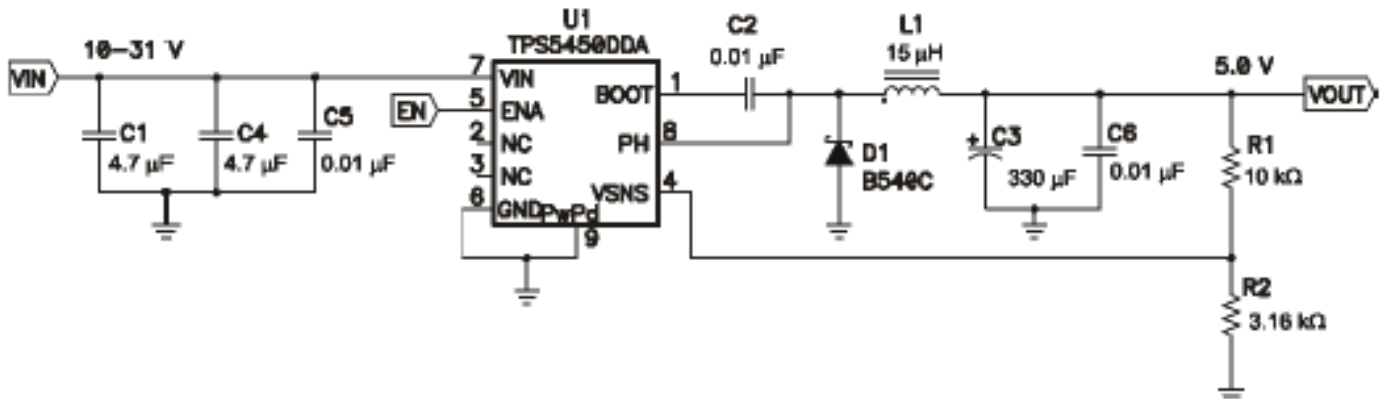 U1
TPS5450DDA
10-31 V
VIN
C1
4.7 µF
C4
4.7 µF
C5
0.01 µF
EN
7
VIN
5
ENA
2
NC
3
NC
6
GND
PwPd
9
BOOT
1
PH
8
VSNS
4
C2
0.01 µF
L1
15 µH
D1
B540C
C3
330 µF
C6
0.01 µF
5.0 V
VOUT
R1
10 kΩ
R2
3.16 kΩ